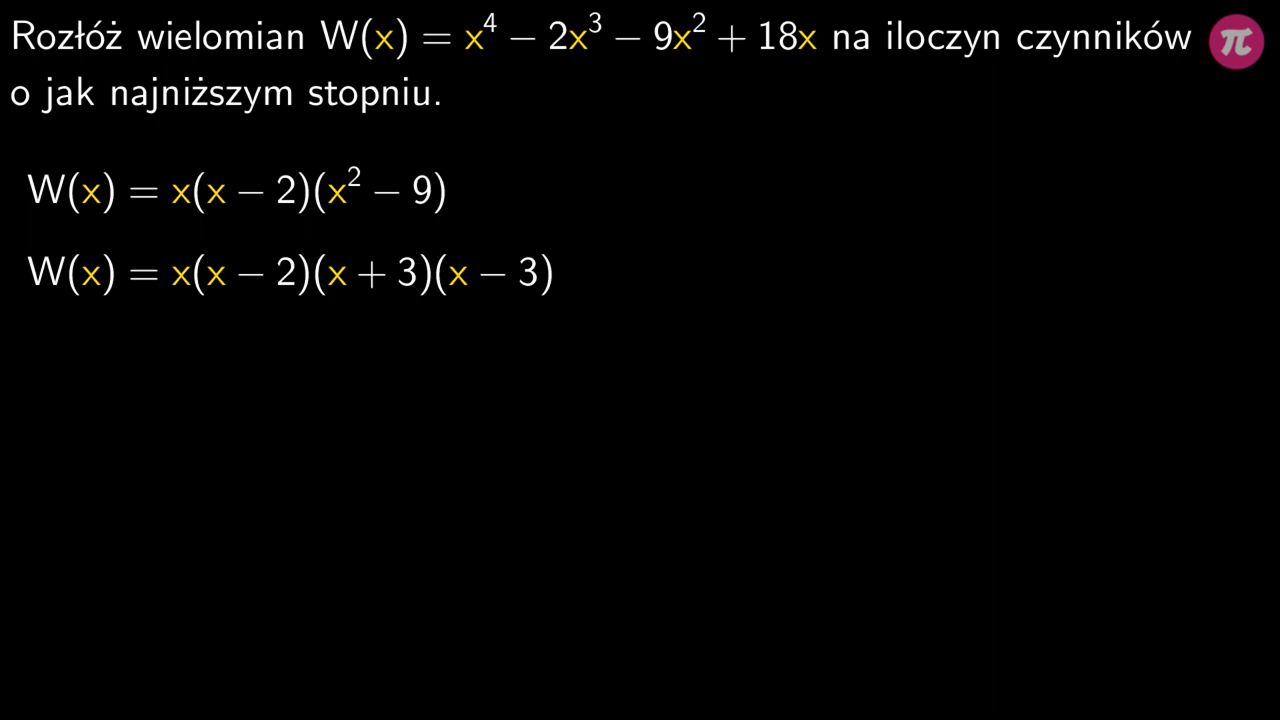 Rozłóż wielomian W(x) = x⁴ − 2x³ − 9x² + 18x na iloczyn czynników π
o jak najniższym stopniu.
W(x) = x(x − 2)(x² − 9)
W(x) = x(x − 2)(x + 3)(x − 3)